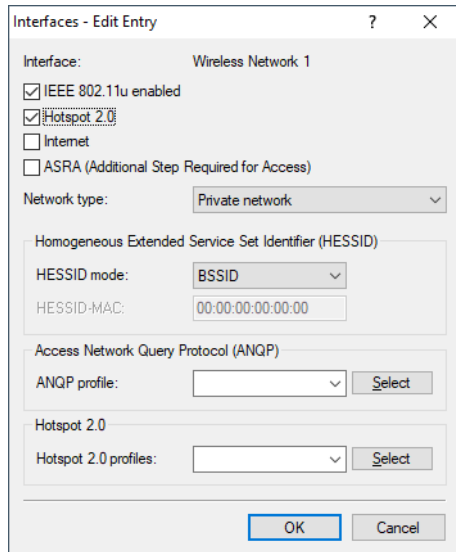 Interfaces - Edit Entry ? ×
Interface: Wireless Network 1
IEEE 802.11u enabled
Hotspot 2.0
Internet
ASRA (Additional Step Required for Access)
Network type: Private network
Homogeneous Extended Service Set Identifier (HESSID)
HESSID mode: BSSID
HESSID-MAC: 00:00:00:00:00:00
Access Network Query Protocol (ANQP)
ANQP profile: Select
Hotspot 2.0
Hotspot 2.0 profiles: Select
OK Cancel